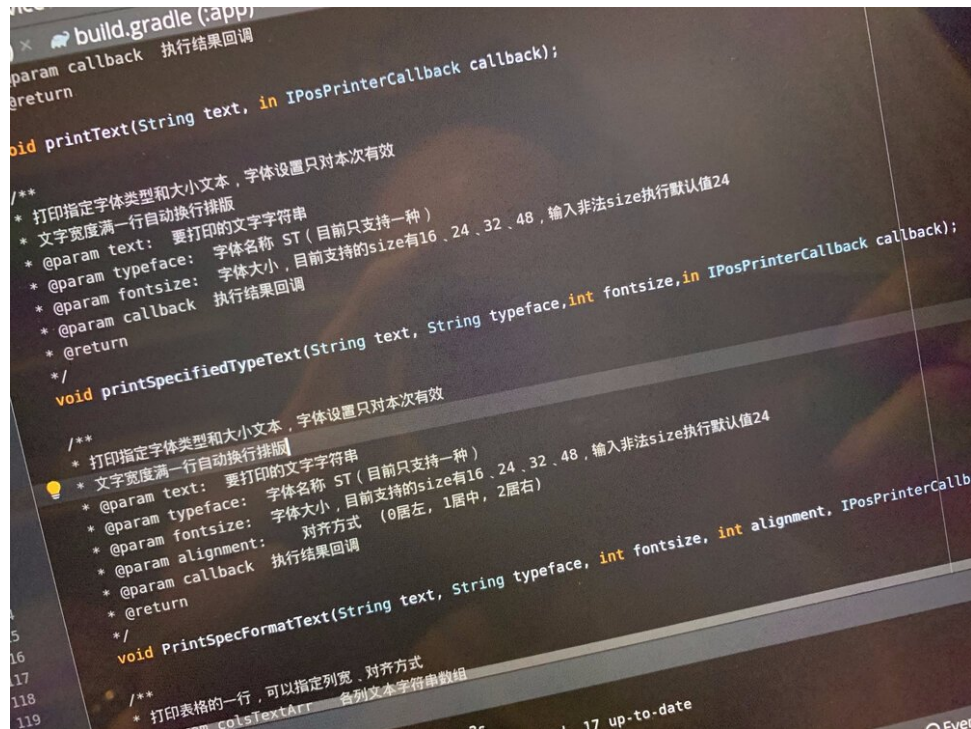 build.gradle (:app)
param callback 执行结果回调
@return
void printText(String text, in IPosPrinterCallback callback);
/**
* 打印指定字体类型和大小文本，字体设置只对本次有效
* 文字宽度满一行自动换行排版
* @param text: 要打印的文字字符串
* @param typeface: 字体名称 ST（目前只支持一种）
* @param fontsize: 字体大小，目前支持的size有16、24、32、48，输入非法size执行默认值24
* @param callback 执行结果回调
* @return
*/
void printSpecifiedTypeText(String text, String typeface,int fontsize,in IPosPrinterCallback callback);
/**
* 打印指定字体类型和大小文本，字体设置只对本次有效
* 文字宽度满一行自动换行排版
* @param text: 要打印的文字字符串
* @param typeface: 字体名称 ST（目前只支持一种）
* @param fontsize: 字体大小，目前支持的size有16、24、32、48，输入非法size执行默认值24
* @param alignment: 对齐方式 (0居左, 1居中, 2居右)
* @param callback 执行结果回调
* @return
*/
void PrintSpecFormatText(String text, String typeface, int fontsize, int alignment, IPosPrinterCallb
/**
* 打印表格的一行，可以指定列宽、对齐方式
colsTextArr 各列文本字符串数组
16
17
118
119
17 up-to-date